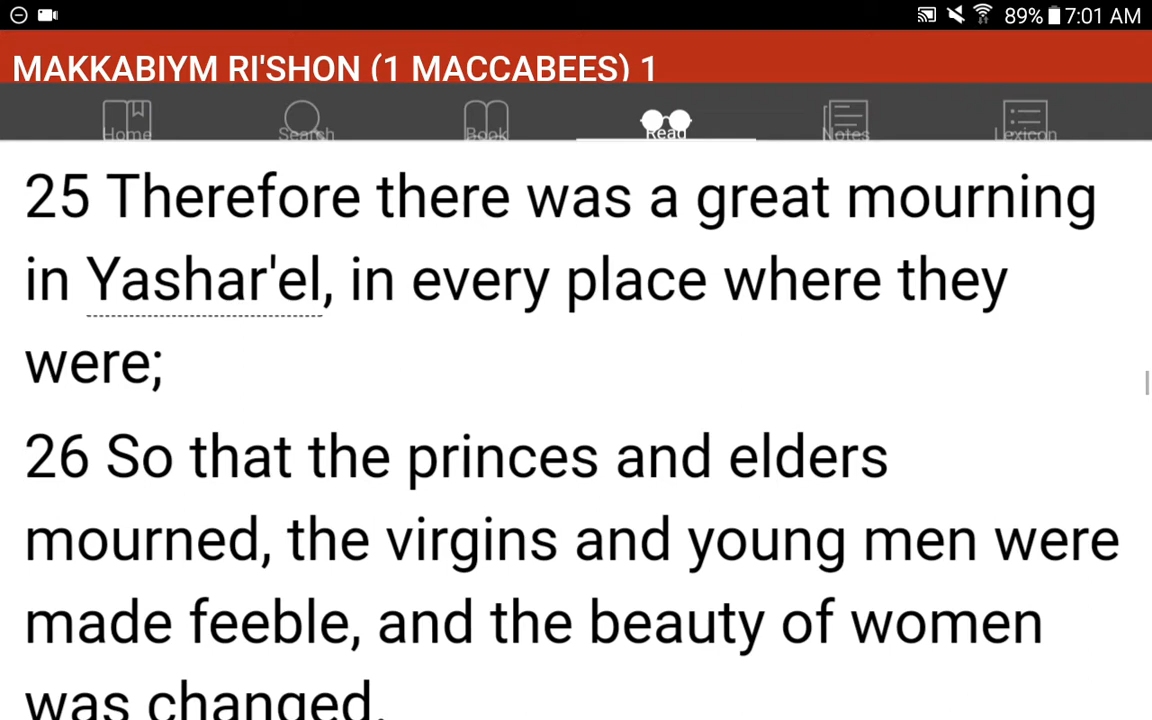 89% 7:01 AM
MAKKABIYM RI'SHON (1 MACCABEES) 1
Home Search Book Read Notes Lexicon
25 Therefore there was a great mourning
in Yashar'el, in every place where they
were;
26 So that the princes and elders
mourned, the virgins and young men were
made feeble, and the beauty of women
was changed.